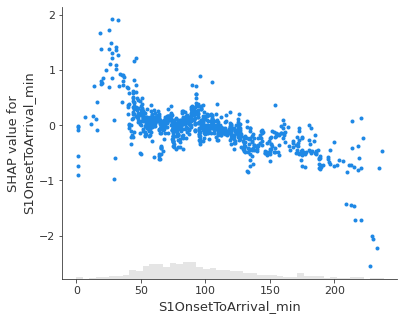 2
1
0
−1
−2
SHAP value for
S1OnsetToArrival_min
0 50 100 150 200
S1OnsetToArrival_min